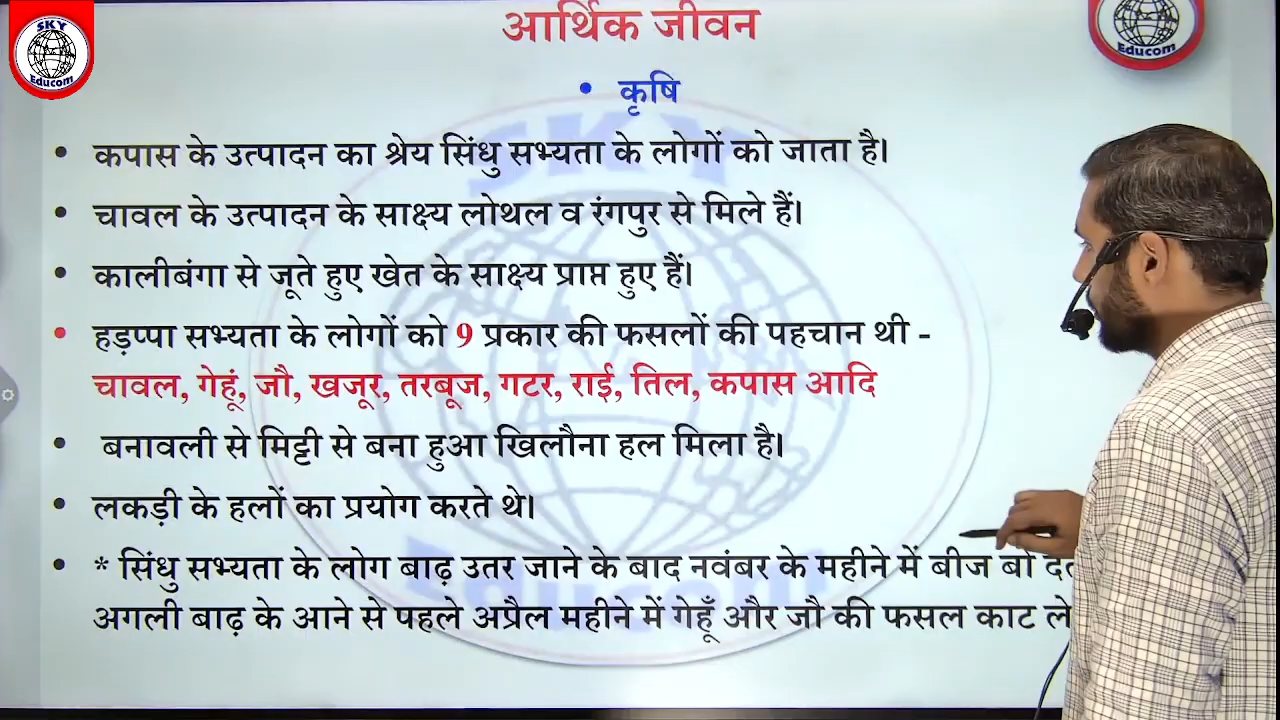 SKY
Educom
Educom
आर्थिक जीवन
• कृषि
• कपास के उत्पादन का श्रेय सिंधु सभ्यता के लोगों को जाता है।
• चावल के उत्पादन के साक्ष्य लोथल व रंगपुर से मिले हैं।
• कालीबंगा से जूते हुए खेत के साक्ष्य प्राप्त हुए हैं।
• हड़प्पा सभ्यता के लोगों को 9 प्रकार की फसलों की पहचान थी -
चावल, गेहूं, जौ, खजूर, तरबूज, गटर, राई, तिल, कपास आदि
• बनावली से मिट्टी से बना हुआ खिलौना हल मिला है।
• लकड़ी के हलों का प्रयोग करते थे।
• * सिंधु सभ्यता के लोग बाढ़ उतर जाने के बाद नवंबर के महीने में बीज बो
अगली बाढ़ के आने से पहले अप्रैल महीने में गेहूँ और जौ की फसल काट ले
SKY
Educom